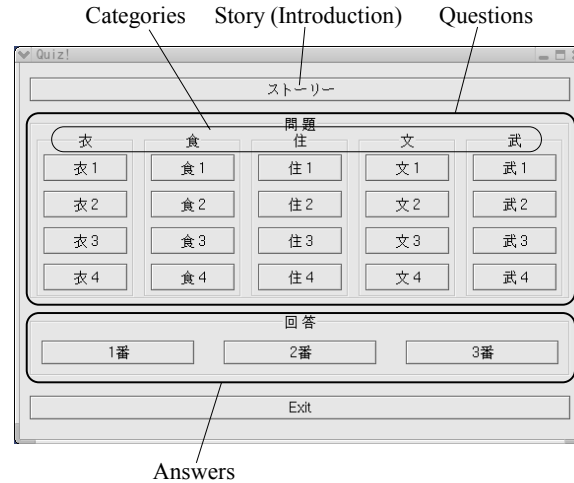 Categories Story (Introduction) Questions
Quiz!
ストーリー
問題
衣 食 住 文 武
衣1 食1 住1 文1 武1
衣2 食2 住2 文2 武2
衣3 食3 住3 文3 武3
衣4 食4 住4 文4 武4
回答
1番 2番 3番
Exit
Answers